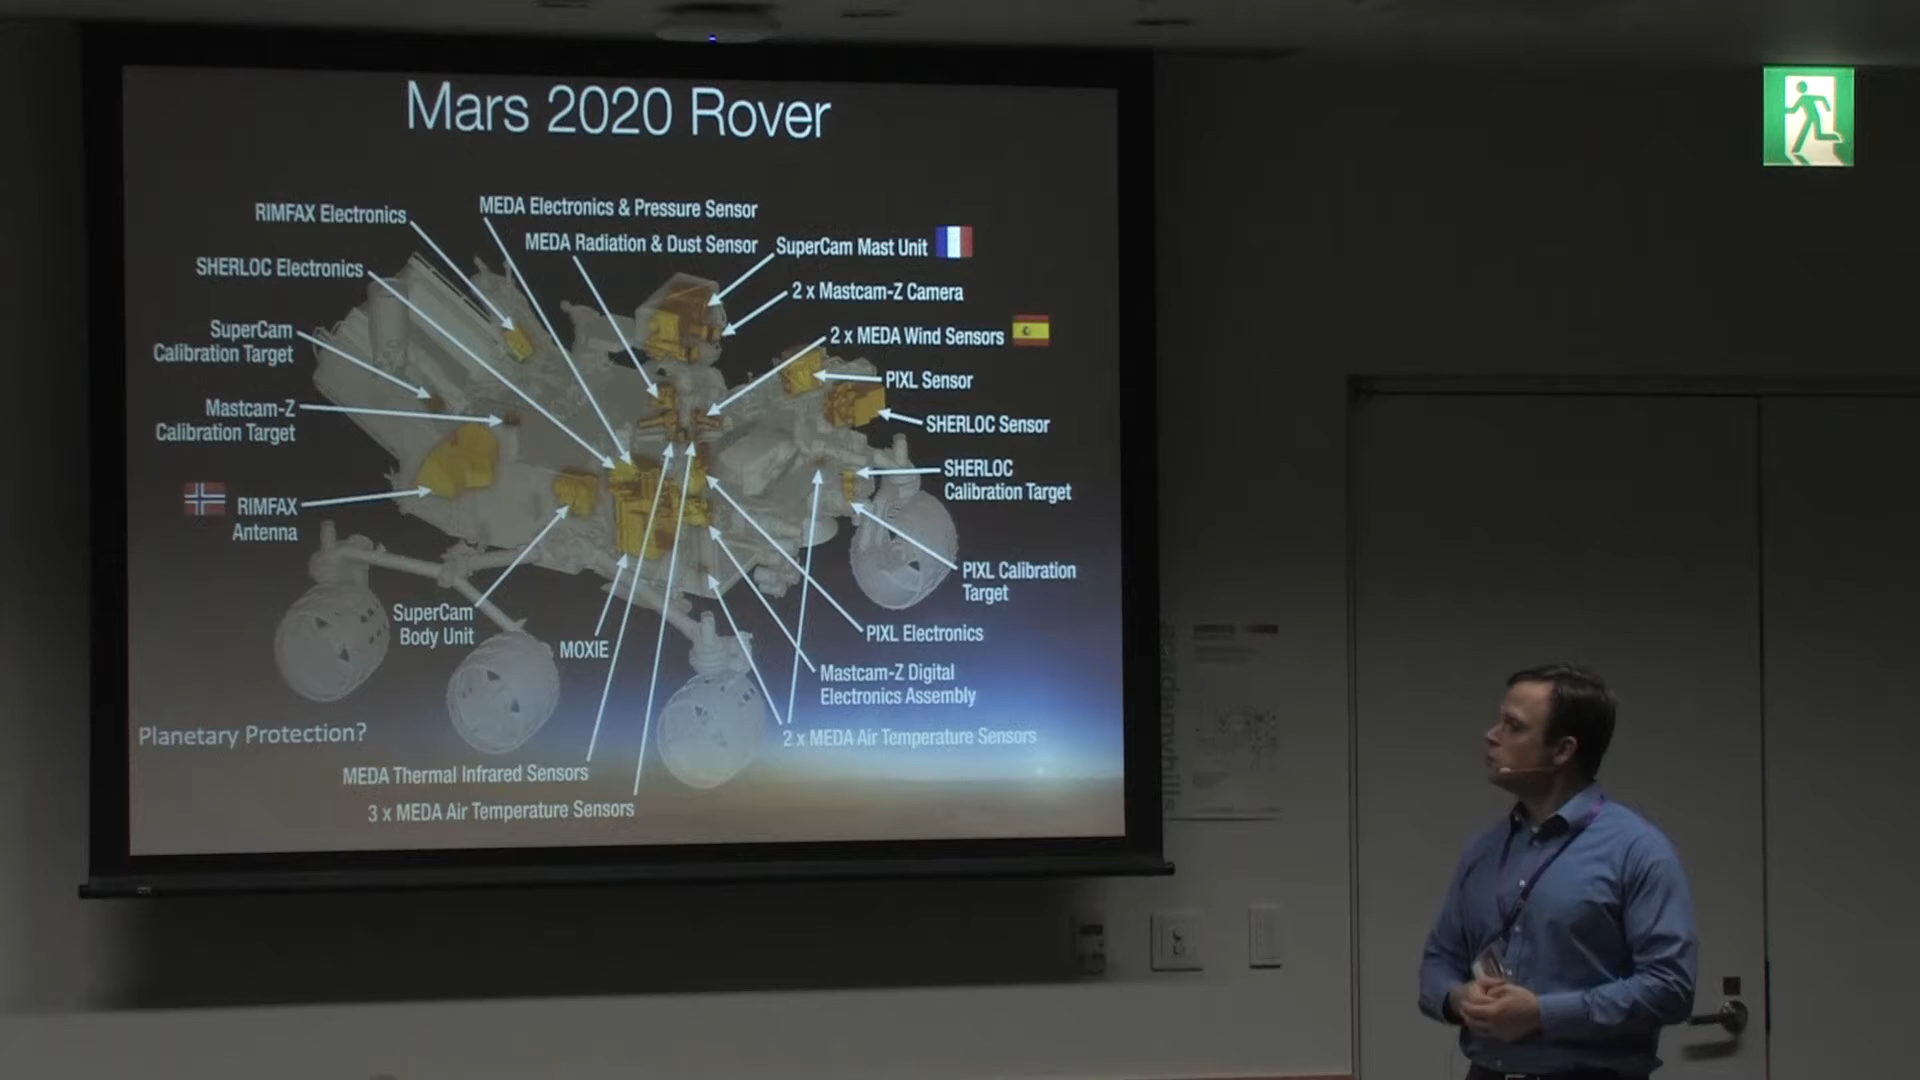 Mars 2020 Rover
RIMFAX Electronics
MEDA Electronics & Pressure Sensor
MEDA Radiation & Dust Sensor
SuperCam Mast Unit
SHERLOC Electronics
2 x Mastcam-Z Camera
SuperCam
Calibration Target
2 x MEDA Wind Sensors
PIXL Sensor
Mastcam-Z
Calibration Target
SHERLOC Sensor
SHERLOC
Calibration Target
RIMFAX
Antenna
PIXL Calibration
Target
SuperCam
Body Unit
MOXIE
PIXL Electronics
Mastcam-Z Digital
Electronics Assembly
Planetary Protection?
2 x MEDA Air Temperature Sensors
MEDA Thermal Infrared Sensors
3 x MEDA Air Temperature Sensors